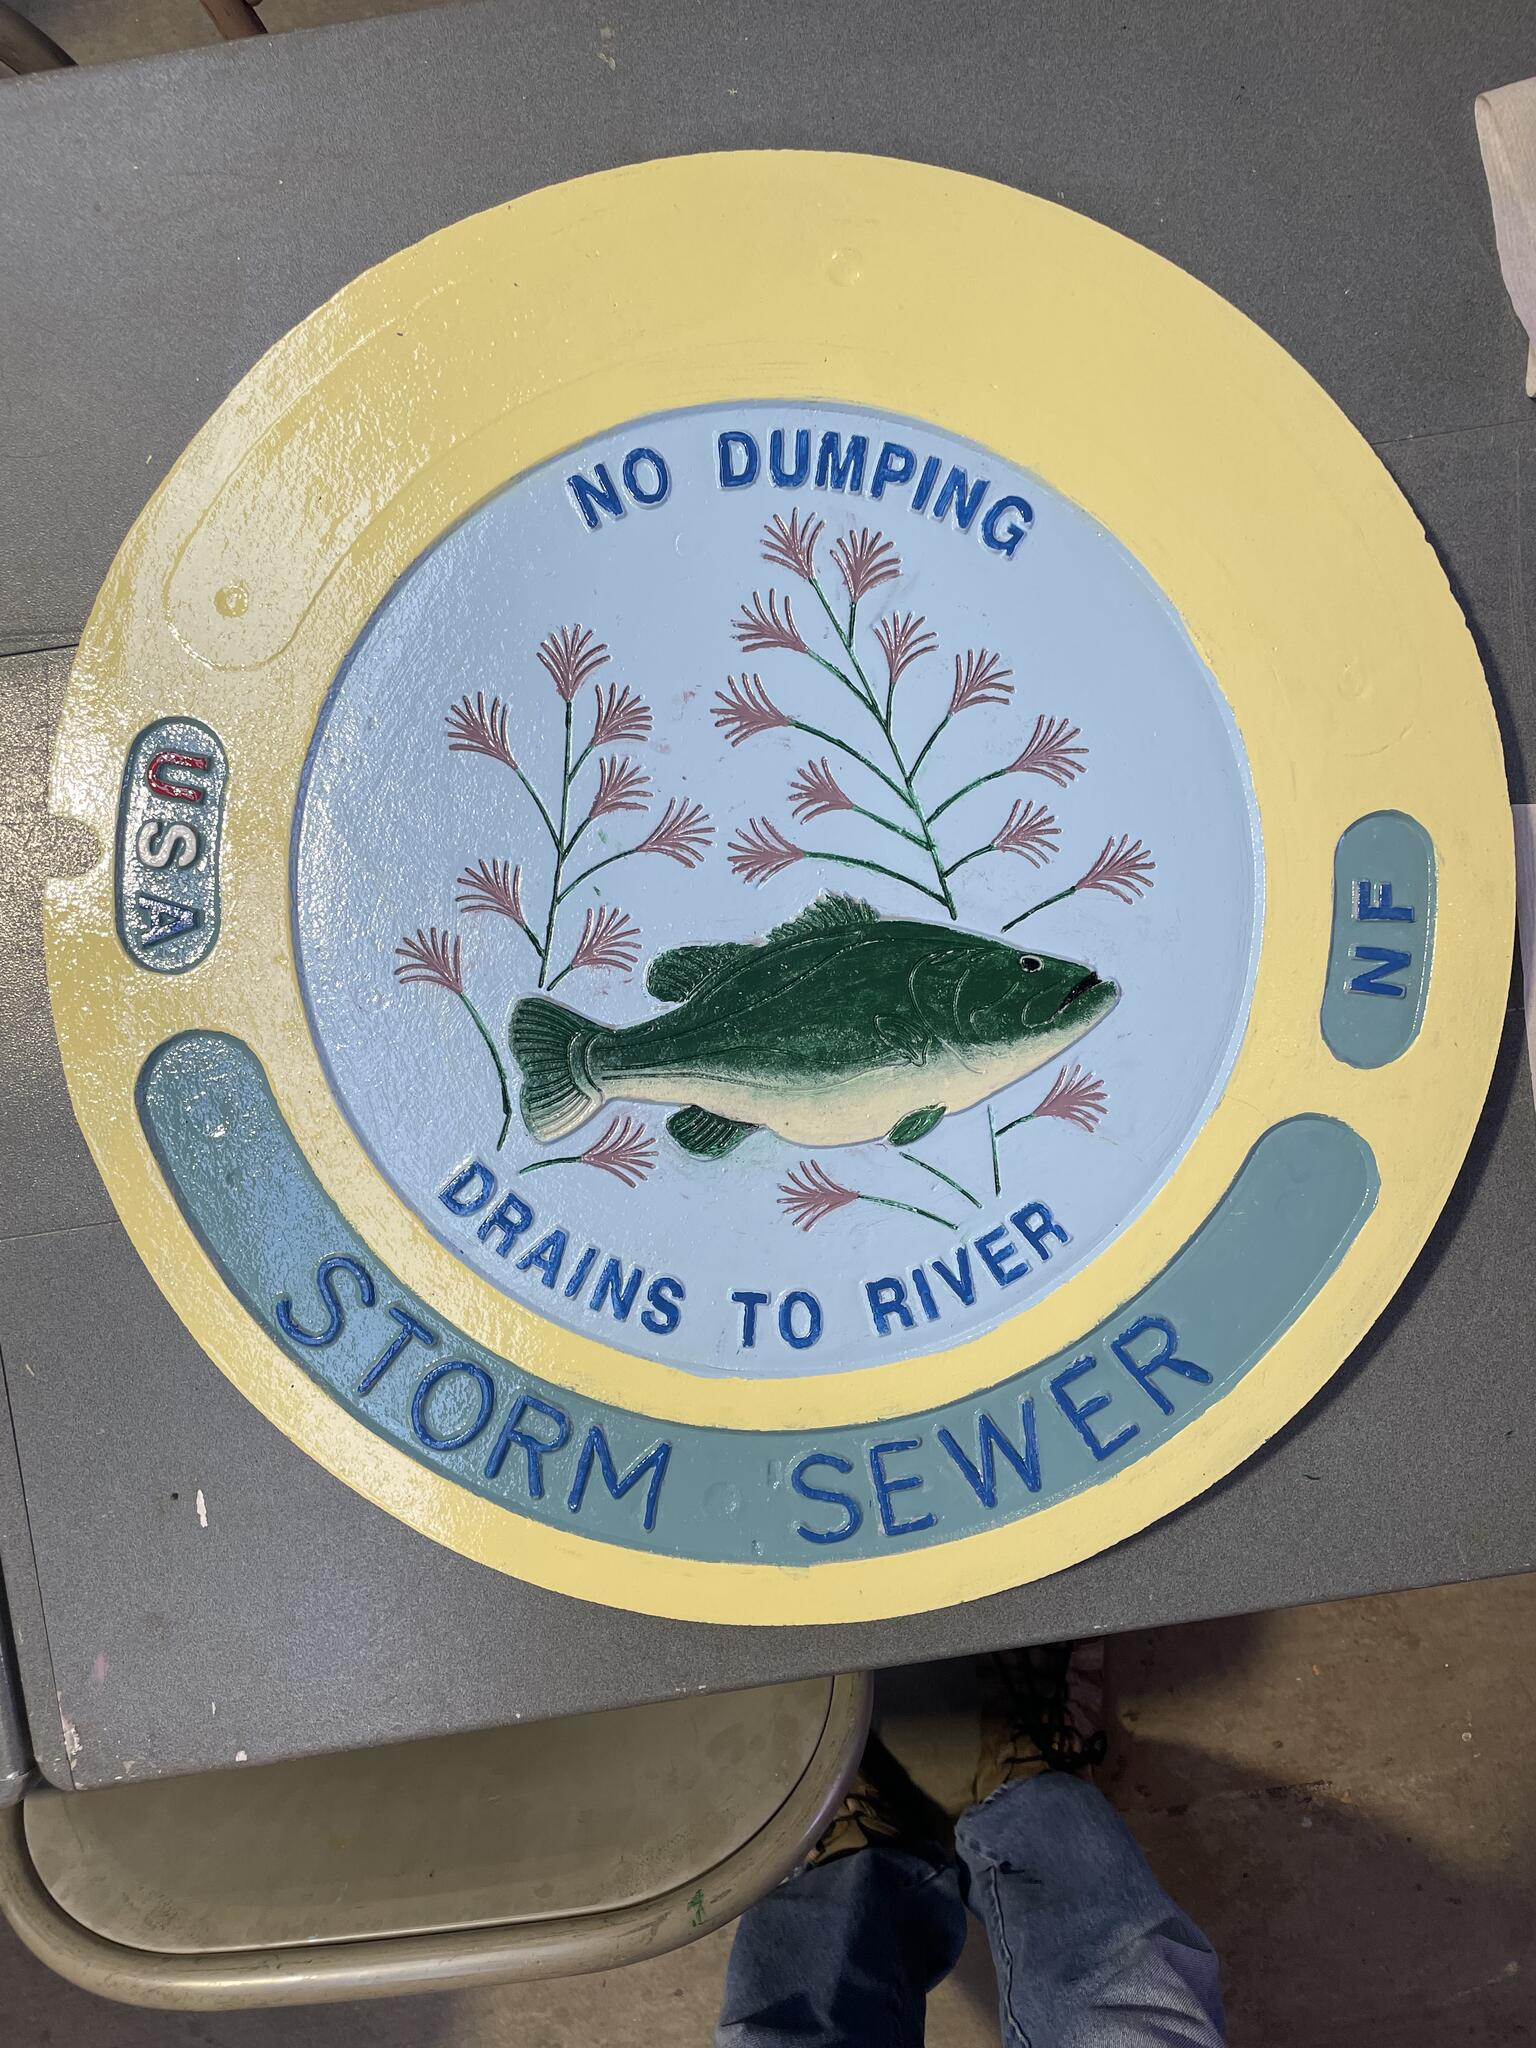 NO DUMPING
USA
NF
DRAINS TO RIVER
STORM SEWER